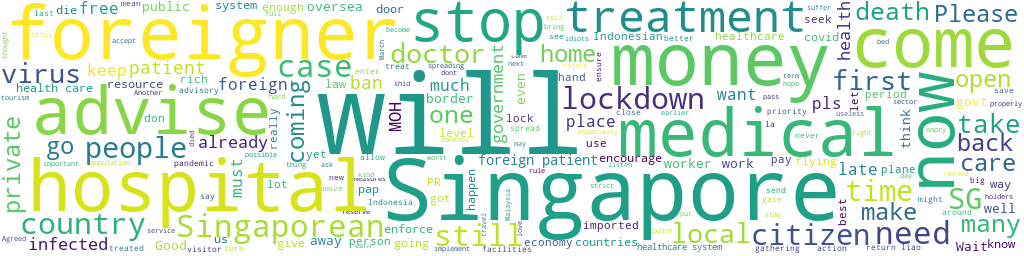 last die free mean public system enough oversea door
foreigner stop treatment death Please
thought https full March see idiots Indonesian better tell bring healthcare covid seek suffer bed
virus keep patient case doctor home money come
health care resource rich foreign ban law treat accept
tourism Another advisory don hard really
coming MOH government much border even one level lock spread spreading dont enter shld
hand health ensure reject term hope first open govt save properly
lockdown want pls let period sector
advise Will medical now
place use never close earlier pass priority la think useless empty right take
private go people already yet must
foreign patient encourage worker work pay flying late plane back
important population died pandemic possible thing ask allow kind worst control may listen rule especially day needed
hospital Singapore time SG care
lot say new measures move reserve PR pap got happen Indonesia Malaysia love travel strict send gate put stay point best make might big way holders around well
country Singaporean still local citizen need many
infected Agreed treated service Good visitor us turn give learn away person going enforce implement economy facilities countries imported healthcare system gathering action return liao Wait know